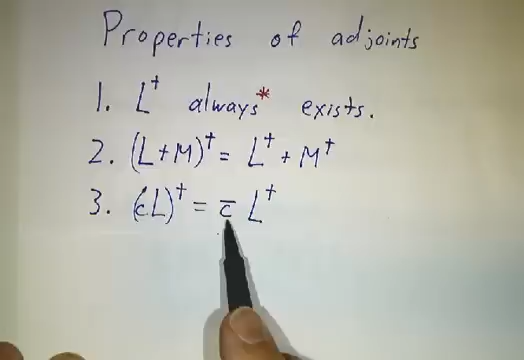 Properties of adjoints
1. L† always* exists.
2. (L+M)† = L† + M†
3. (cL)† = c̅ L†